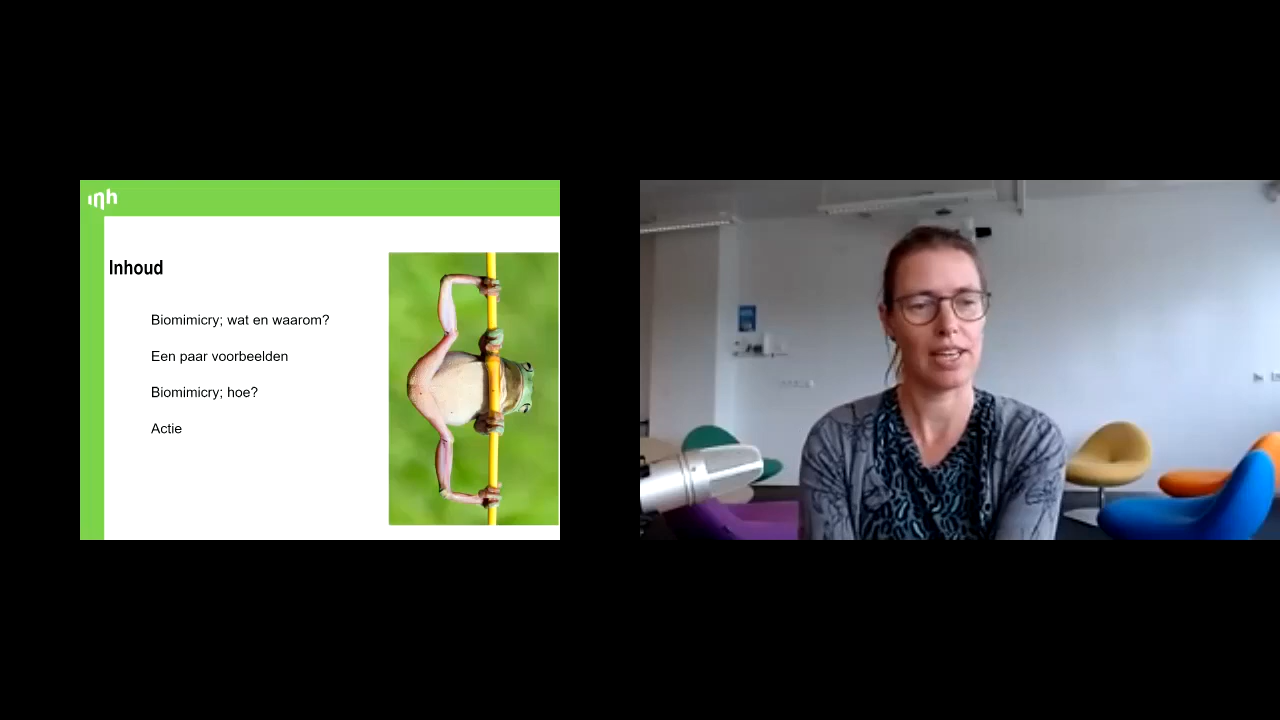 inh
Inhoud
Biomimicry; wat en waarom?
Een paar voorbeelden
Biomimicry; hoe?
Actie